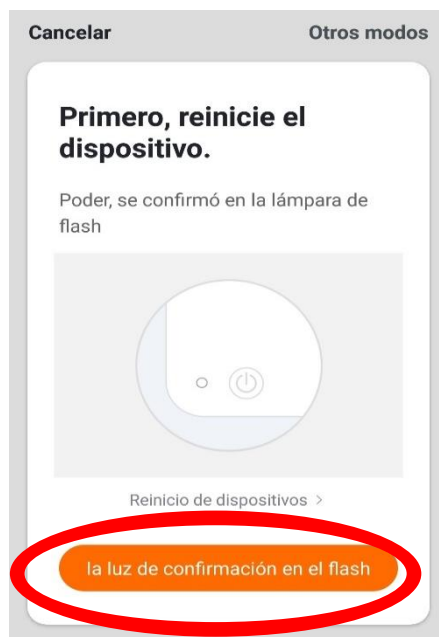 Cancelar Otros modos
Primero, reinicie el
dispositivo.
Poder, se confirmó en la lámpara de
flash
Reinicio de dispositivos >
la luz de confirmación en el flash